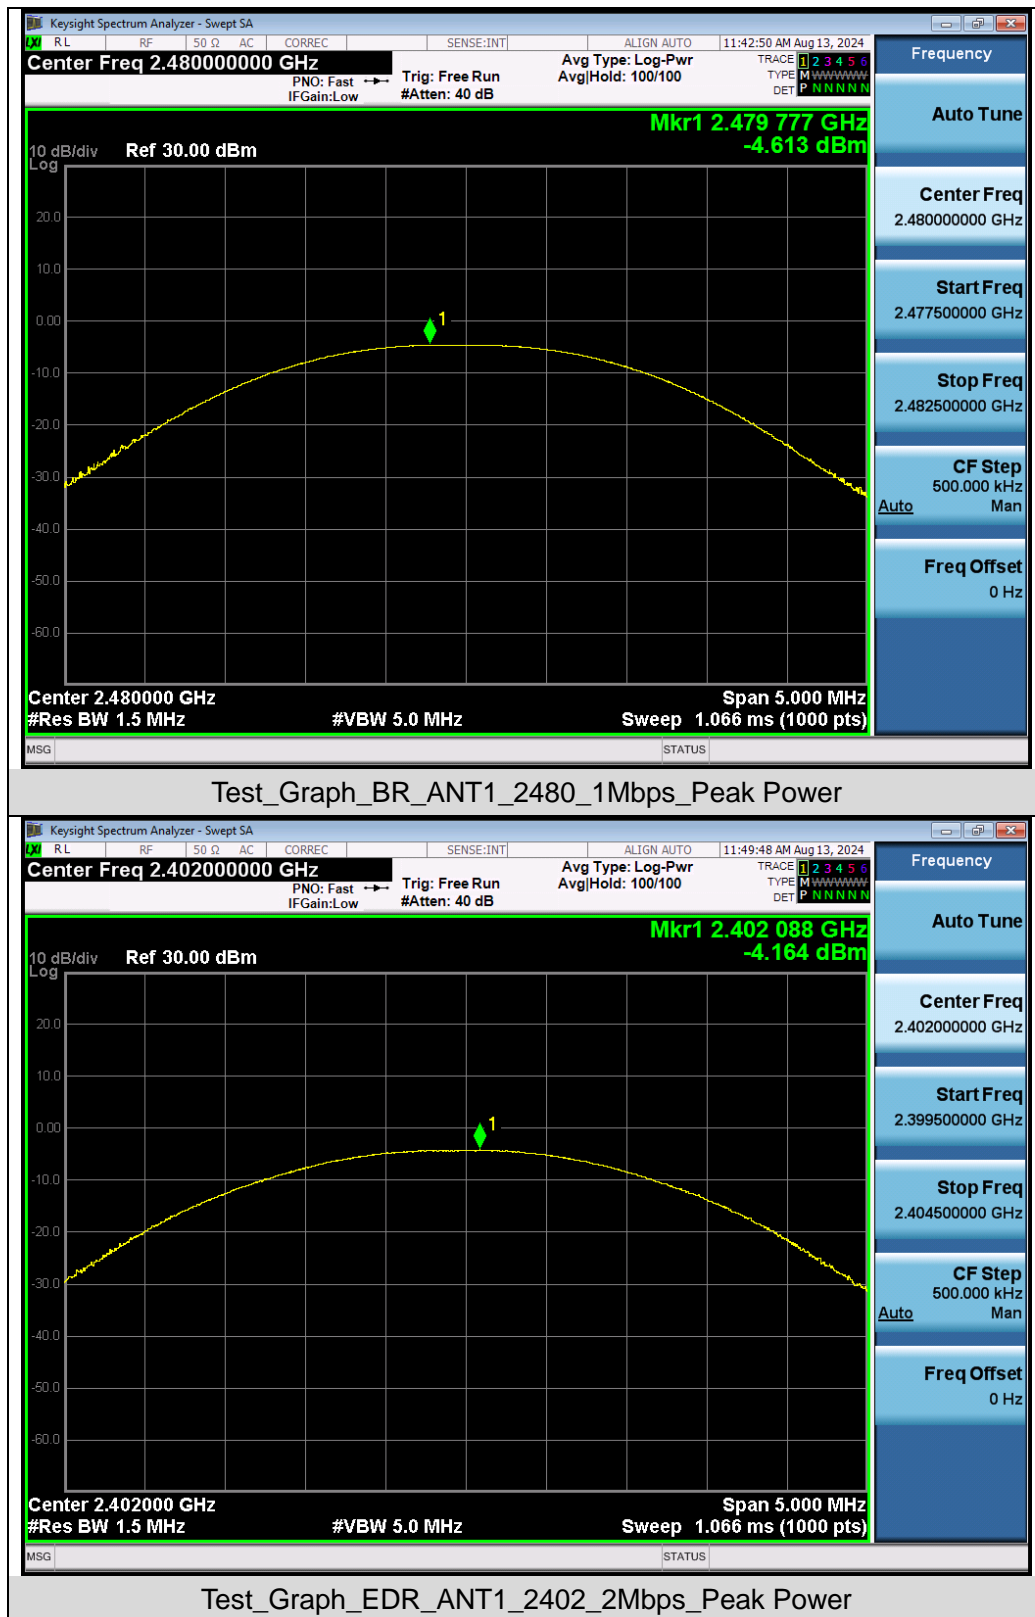 Keysight Spectrum Analyzer - Swept SA
LXI RL RF 50 Ω AC CORREC SENSE:INT ALIGN AUTO 11:42:50 AM Aug 13, 2024
Center Freq 2.480000000 GHz
PNO: Fast
IFGain:Low
Trig: Free Run
#Atten: 40 dB
Avg Type: Log-Pwr
Avg|Hold: 100/100
TRACE 1 2 3 4 5 6
TYPE M WWWWW
DET P N N N N N
Mkr1 2.479 777 GHz
-4.613 dBm
10 dB/div Ref 30.00 dBm
Log
20.0
10.0
0.00
1
-10.0
-20.0
-30.0
-40.0
-50.0
-60.0
Center 2.480000 GHz Span 5.000 MHz
#Res BW 1.5 MHz #VBW 5.0 MHz Sweep 1.066 ms (1000 pts)
MSG STATUS
Frequency
Auto Tune
Center Freq
2.480000000 GHz
Start Freq
2.477500000 GHz
Stop Freq
2.482500000 GHz
CF Step
500.000 kHz
Auto Man
Freq Offset
0 Hz
Test_Graph_BR_ANT1_2480_1Mbps_Peak Power
Keysight Spectrum Analyzer - Swept SA
LXI RL RF 50 Ω AC CORREC SENSE:INT ALIGN AUTO 11:49:48 AM Aug 13, 2024
Center Freq 2.402000000 GHz
PNO: Fast
IFGain:Low
Trig: Free Run
#Atten: 40 dB
Avg Type: Log-Pwr
Avg|Hold: 100/100
TRACE 1 2 3 4 5 6
TYPE M WWWWW
DET P N N N N N
Mkr1 2.402 088 GHz
-4.164 dBm
10 dB/div Ref 30.00 dBm
Log
20.0
10.0
0.00
1
-10.0
-20.0
-30.0
-40.0
-50.0
-60.0
Center 2.402000 GHz Span 5.000 MHz
#Res BW 1.5 MHz #VBW 5.0 MHz Sweep 1.066 ms (1000 pts)
MSG STATUS
Frequency
Auto Tune
Center Freq
2.402000000 GHz
Start Freq
2.399500000 GHz
Stop Freq
2.404500000 GHz
CF Step
500.000 kHz
Auto Man
Freq Offset
0 Hz
Test_Graph_EDR_ANT1_2402_2Mbps_Peak Power